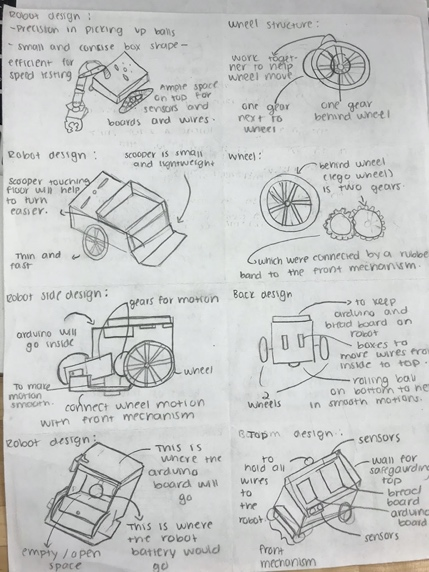 Robot design:
-Precision in picking up balls
- small and concise box shape-
efficient for
speed testing
Ample space
on top for
sensors and
boards and wires.
Wheel structure:
work toget-
her to help
wheel move
one gear
next to
wheel
one gear
behind wheel
Robot design:
scooper is small
and lightweight
scooper touching
floor will help
to turn
easier.
Thin and
fast
Wheel:
behind wheel
(lego wheel)
is two gears.
which were connected by a rubber
band to the front mechanism.
Robot side design:
gears for motion
arduino will
go inside
wheel
To make
motion
smooth.
connect wheel motion
with front mechanism
Back design
to keep
arduino and
bread board on
robot
boxes to
move wires from
inside to top.
2
wheels
rolling ball
on bottom to help
in smooth motions.
Robot design:
This is
where the
arduino
board will
go
This is where
the robot
battery would
go
empty/open
space
Top design:
sensors
to
hold all
wires
to
the
robot
wall for
safeguarding
top
bread
board
arduino
board
sensors
Front
mechanism